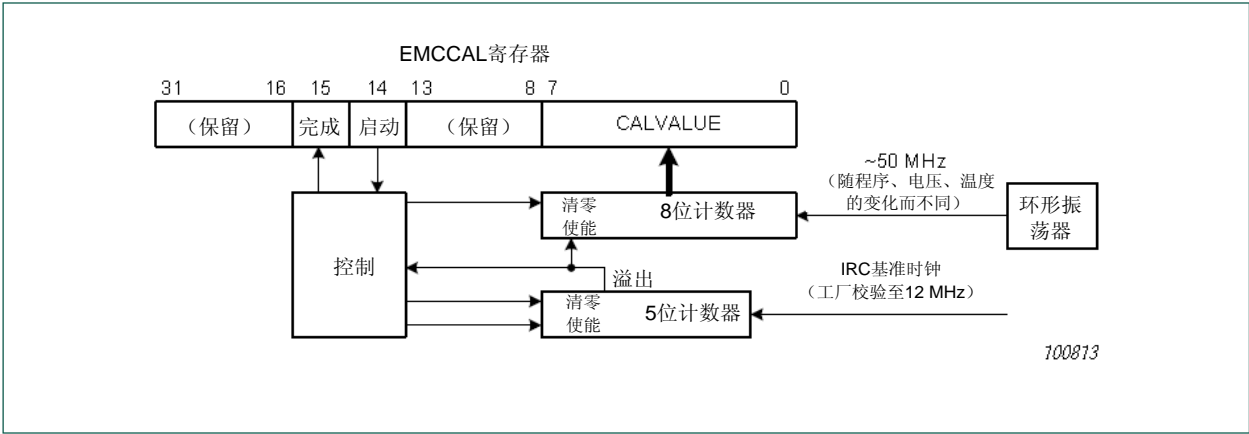 EMCCAL寄存器
31 16 15 14 13 8 7 0
（保留） 完成 启动 （保留） CALVALUE
~50 MHz
（随程序、电压、温度
的变化而不同）
环形振
荡器
清零
使能
8位计数器
控制
溢出
IRC基准时钟
（工厂校验至12 MHz）
清零
使能
5位计数器
100813